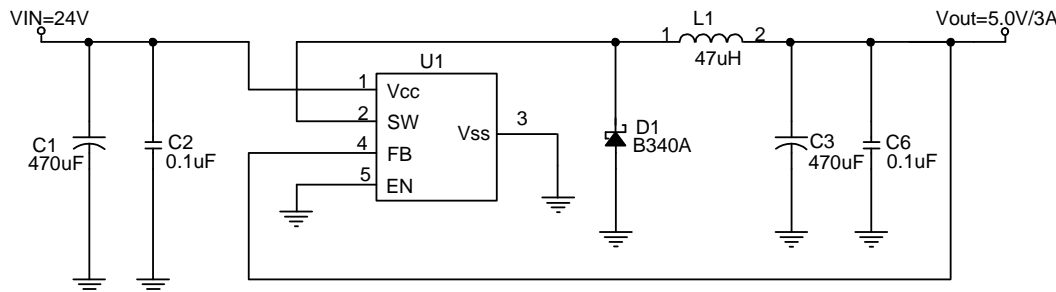 VIN=24V
L1
Vout=5.0V/3A
1
2
47uH
U1
1
Vcc
2
SW
Vss
3
4
FB
5
EN
C1
470uF
C2
0.1uF
D1
B340A
C3
470uF
C6
0.1uF